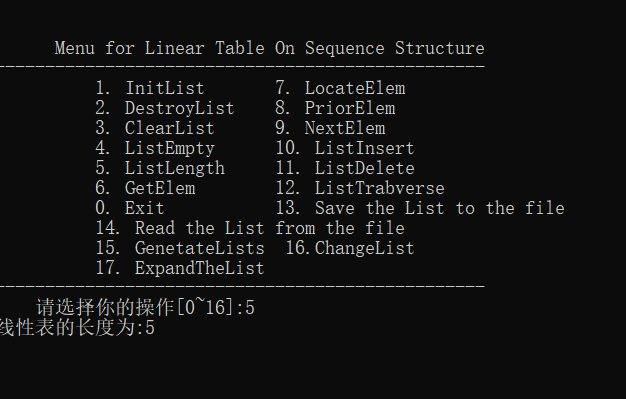 Menu for Linear Table On Sequence Structure
-------------------------------------------------
1. InitList 7. LocateElem
2. DestroyList 8. PriorElem
3. ClearList 9. NextElem
4. ListEmpty 10. ListInsert
5. ListLength 11. ListDelete
6. GetElem 12. ListTrabverse
0. Exit 13. Save the List to the file
14. Read the List from the file
15. GenetateLists 16.ChangeList
17. ExpandTheList
-------------------------------------------------
请选择你的操作[0~16]:5
线性表的长度为:5